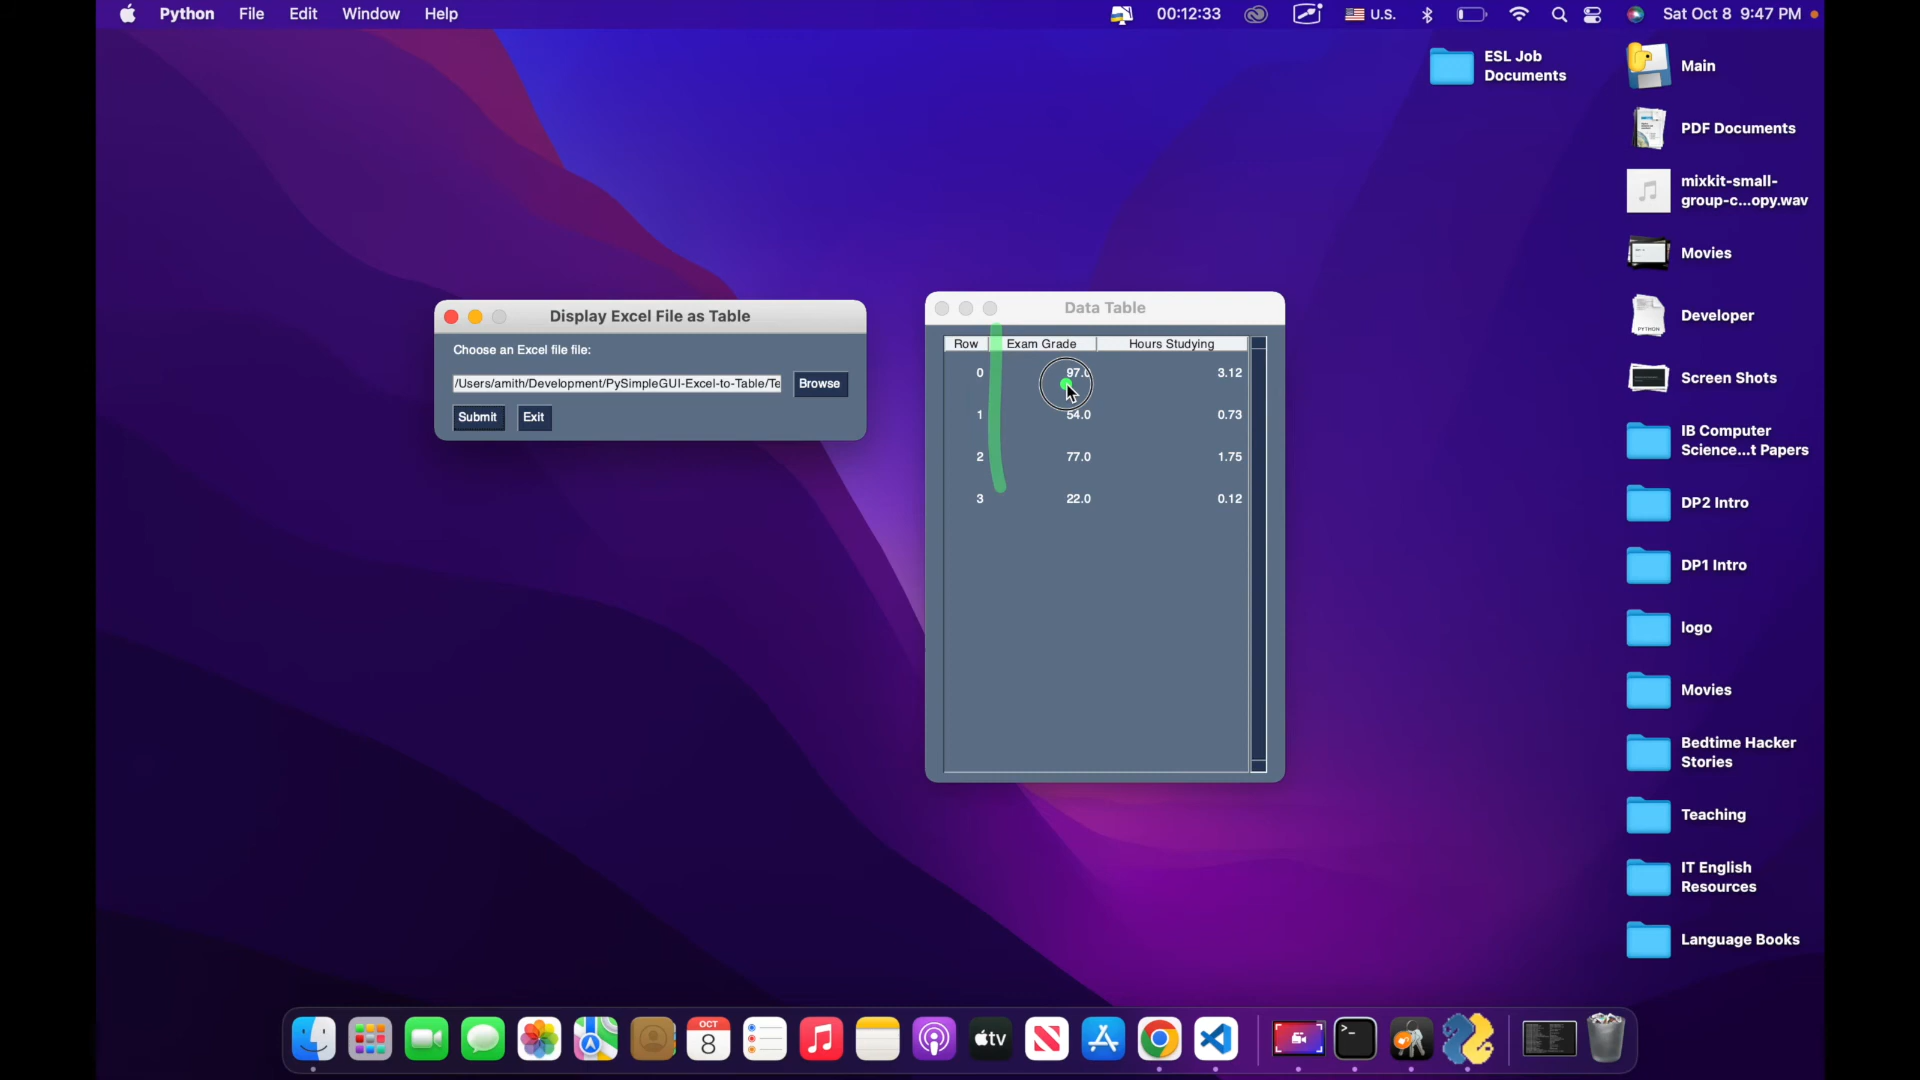 Python File Edit Window Help
00:12:33 U.S. Sat Oct 8 9:47 PM
ESL Job
Documents
Main
PDF Documents
mixkit-small-
group-c...opy.wav
Movies
Developer
PYTHON
Screen Shots
IB Computer
Science...t Papers
DP2 Intro
DP1 Intro
logo
Movies
Bedtime Hacker
Stories
Teaching
IT English
Resources
Language Books
Display Excel File as Table
Choose an Excel file file:
/Users/amith/Development/PySimpleGUI-Excel-to-Table/Te Browse
Submit Exit
Data Table
Row Exam Grade Hours Studying
0 97.0 3.12
1 54.0 0.73
2 77.0 1.75
3 22.0 0.12
OCT
8
tv